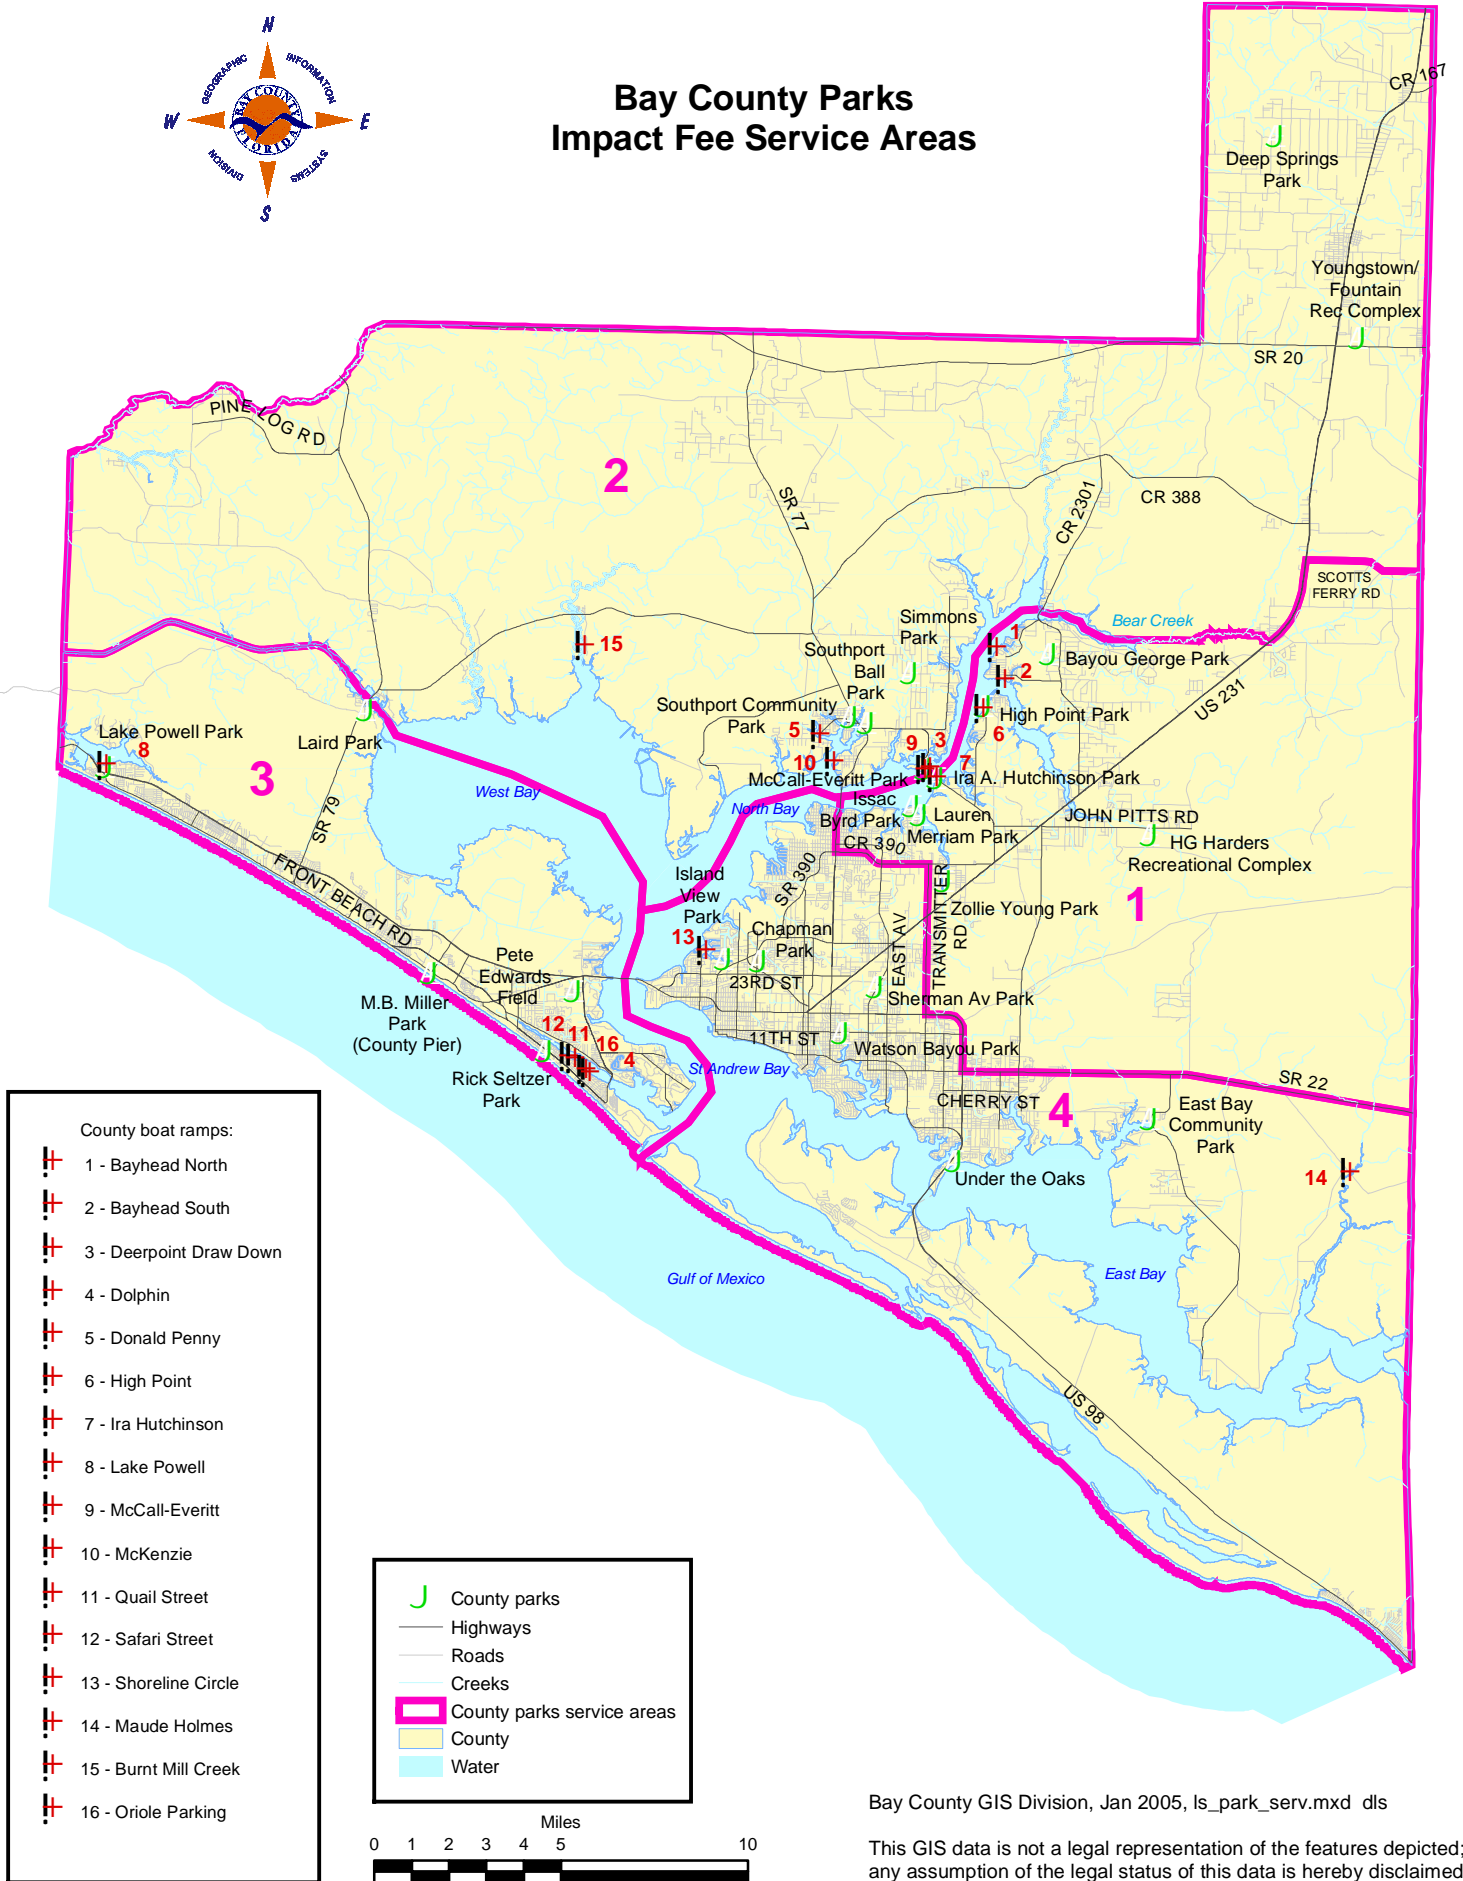 N
GEOGRAPHIC
INFORMATION
W
BAY COUNTY
FLORIDA
E
DIVISION
SYSTEMS
S
Bay County Parks
Impact Fee Service Areas
CR 167
Deep Springs
Park
Youngstown/
Fountain
Rec Complex
SR 20
PINE LOG RD
2
SR 77
CR 2301
CR 388
SCOTTS
FERRY RD
Simmons
Park
Bear Creek
1
15
Southport
Ball
Park
Bayou George Park
2
US 231
Southport Community
Park
High Point Park
Lake Powell Park
8
Laird Park
5
6
9
3
10
7
McCall-Everitt Park
Ira A. Hutchinson Park
3
SR 79
West Bay
North Bay
Issac
Byrd Park
Lauren
Merriam Park
JOHN PITTS RD
CR 390
HG Harders
Recreational Complex
FRONT BEACH RD
SR 390
Island
View
Park
TRANSMITTER
RD
1
Zollie Young Park
13
Chapman
Park
EAST AV
Pete
Edwards
Field
23RD ST
Sherman Av Park
M.B. Miller
Park
(County Pier)
12
11
16
4
11TH ST
Watson Bayou Park
Rick Seltzer
Park
St Andrew Bay
SR 22
CHERRY ST
4
East Bay
Community
Park
14
Under the Oaks
Gulf of Mexico
East Bay
US 98
County boat ramps:
1 - Bayhead North
2 - Bayhead South
3 - Deerpoint Draw Down
4 - Dolphin
5 - Donald Penny
6 - High Point
7 - Ira Hutchinson
8 - Lake Powell
9 - McCall-Everitt
10 - McKenzie
11 - Quail Street
12 - Safari Street
13 - Shoreline Circle
14 - Maude Holmes
15 - Burnt Mill Creek
16 - Oriole Parking
County parks
Highways
Roads
Creeks
County parks service areas
County
Water
Miles
0 1 2 3 4 5 10
Bay County GIS Division, Jan 2005, ls_park_serv.mxd dls
This GIS data is not a legal representation of the features depicted;
any assumption of the legal status of this data is hereby disclaimed